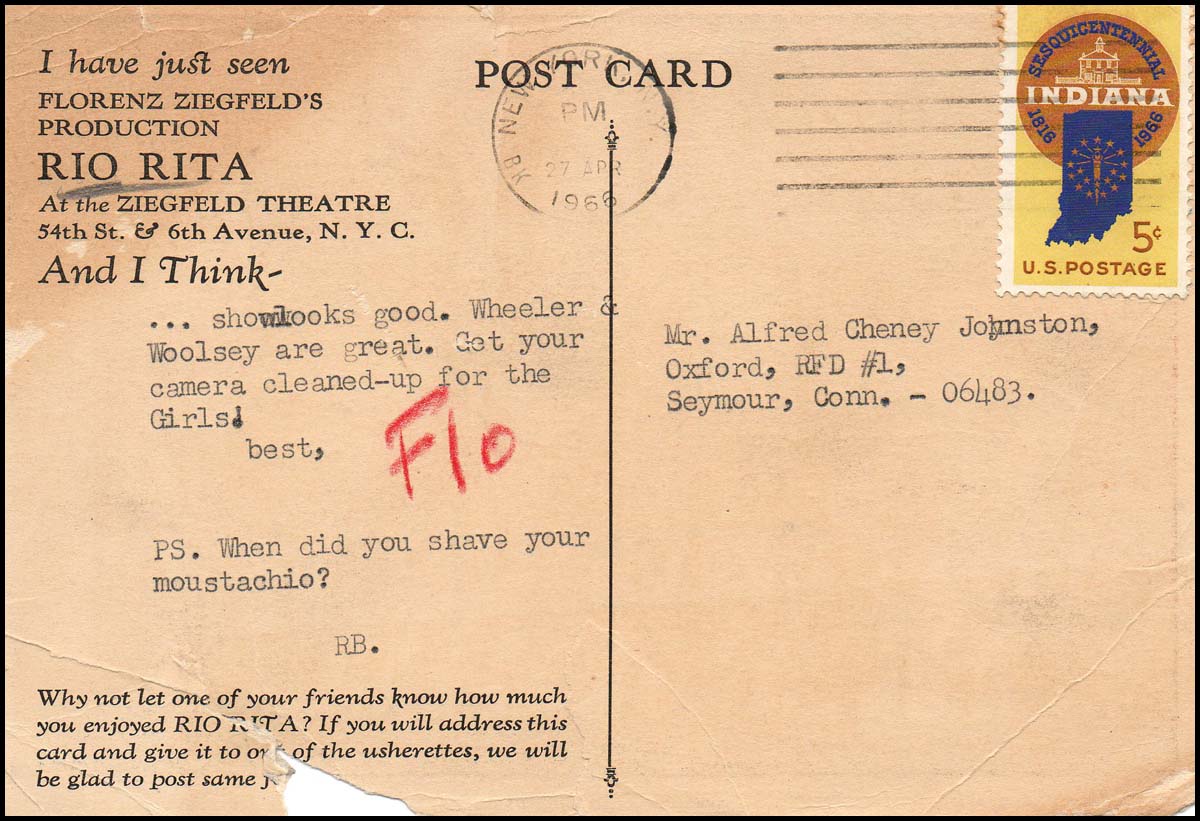 I have just seen
FLORENZ ZIEGFELD'S
PRODUCTION
RIO RITA
At the ZIEGFELD THEATRE
54th St. & 6th Avenue, N. Y. C.
And I Think-
... show looks good. Wheeler &
Woolsey are great. Get your
camera cleaned-up for the
Girls!
best,
Flo
PS. When did you shave your
moustachio?
RB.
Why not let one of your friends know how much
you enjoyed RIO RITA? If you will address this
card and give it to one of the usherettes, we will
be glad to post same
POST CARD
NEW YORK, N.Y.
PM
27 APR
1966
SESQUICENTENNIAL
INDIANA
1816 1966
5¢
U.S. POSTAGE
Mr. Alfred Cheney Johnston,
Oxford, RFD #1,
Seymour, Conn. - 06483.